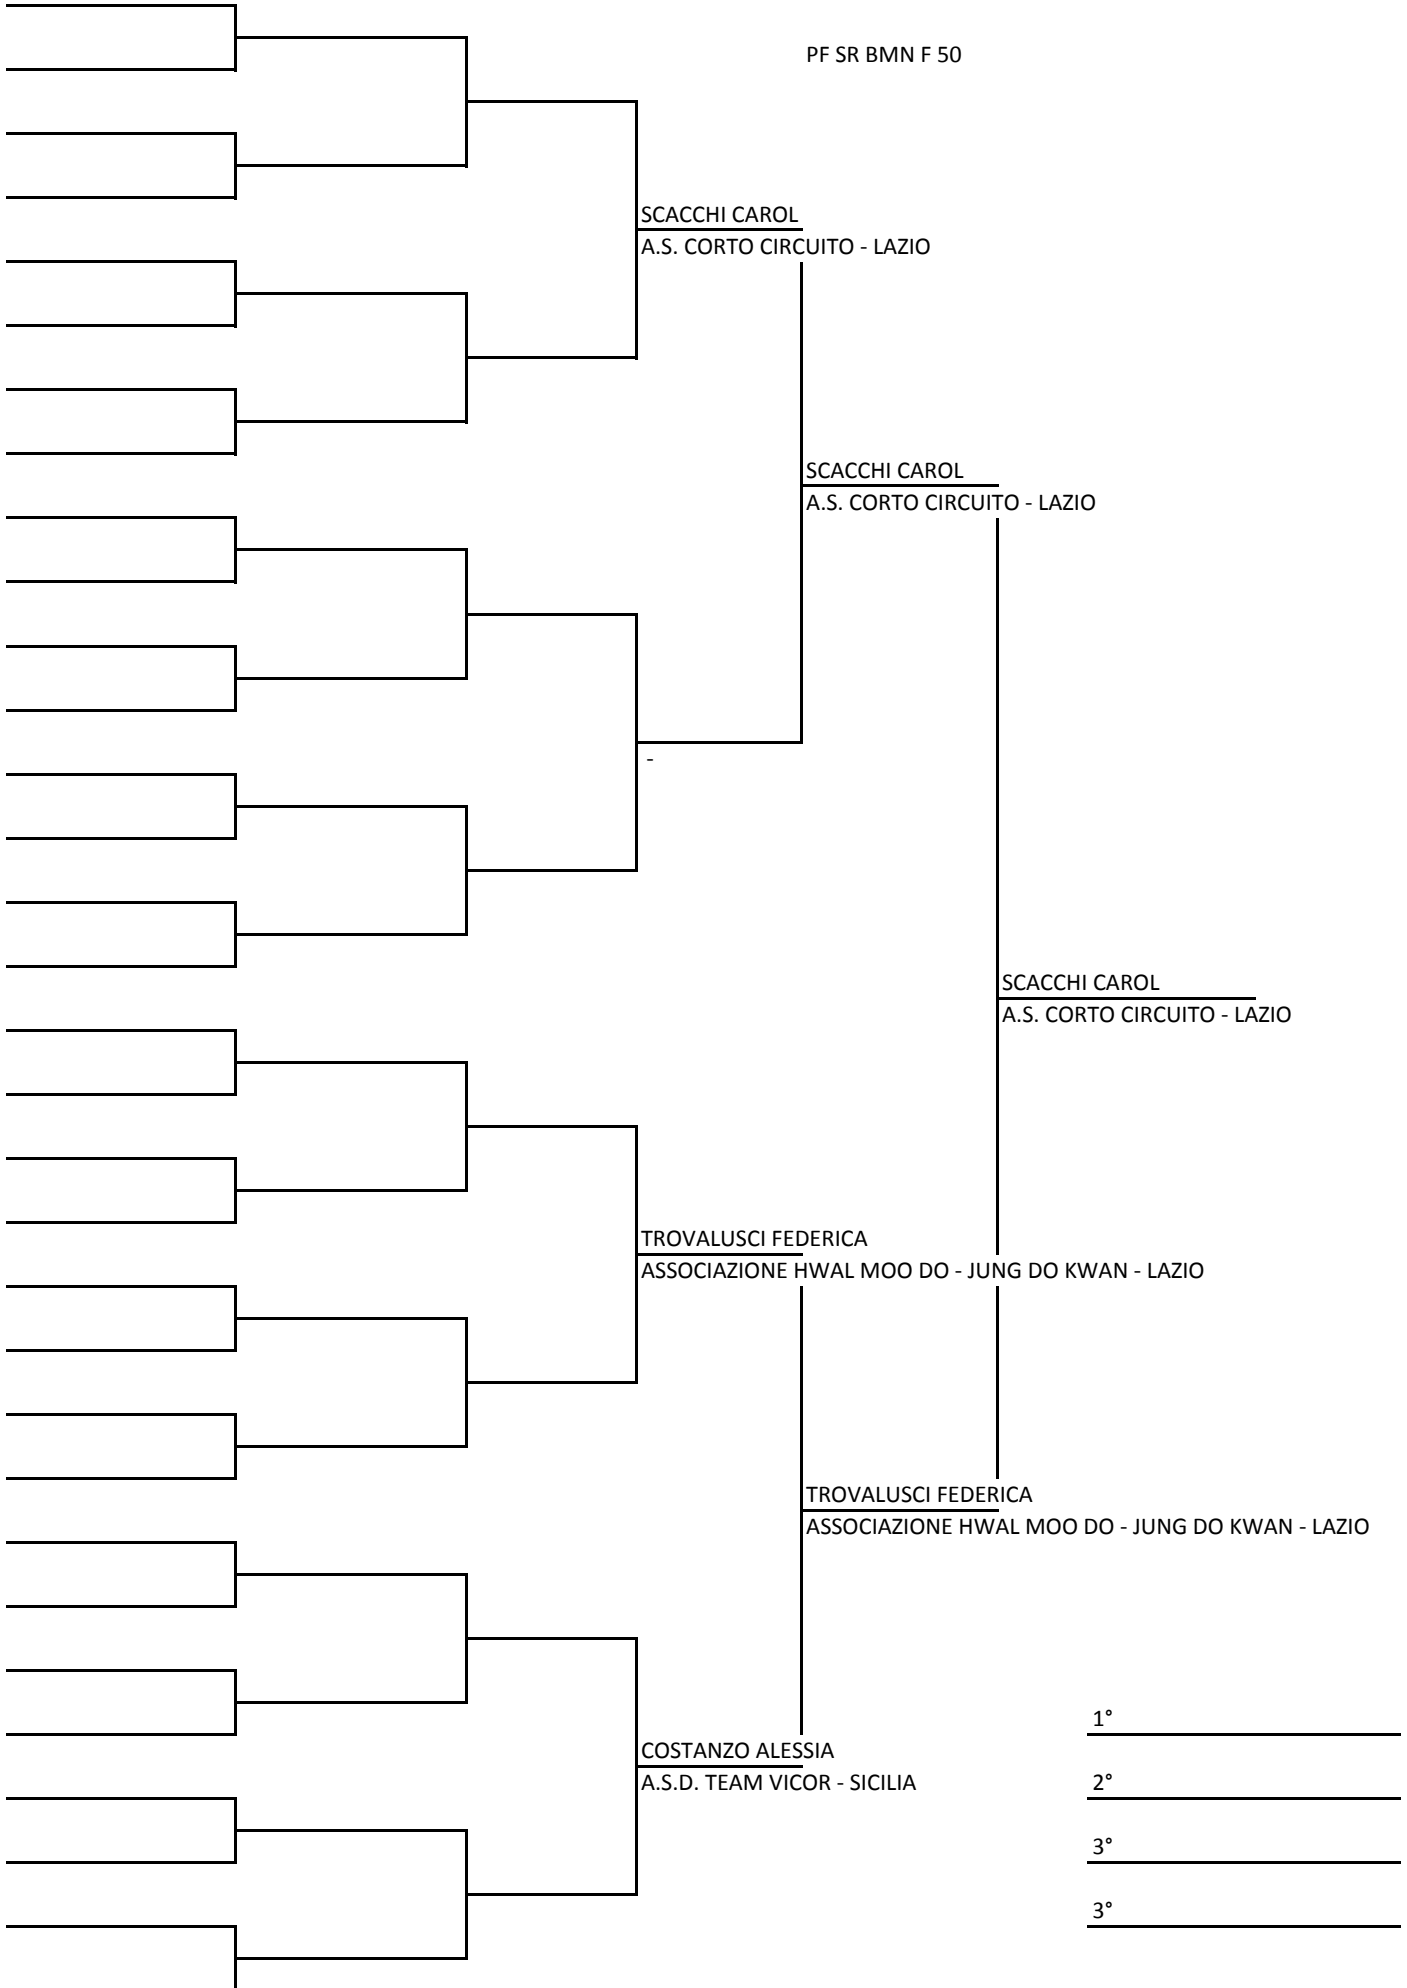 PF SR BMN F 50
SCACCHI CAROL
A.S. CORTO CIRCUITO - LAZIO
SCACCHI CAROL
A.S. CORTO CIRCUITO - LAZIO
-
SCACCHI CAROL
A.S. CORTO CIRCUITO - LAZIO
TROVALUSCI FEDERICA
ASSOCIAZIONE HWAL MOO DO - JUNG DO KWAN - LAZIO
TROVALUSCI FEDERICA
ASSOCIAZIONE HWAL MOO DO - JUNG DO KWAN - LAZIO
COSTANZO ALESSIA
A.S.D. TEAM VICOR - SICILIA
1°
2°
3°
3°